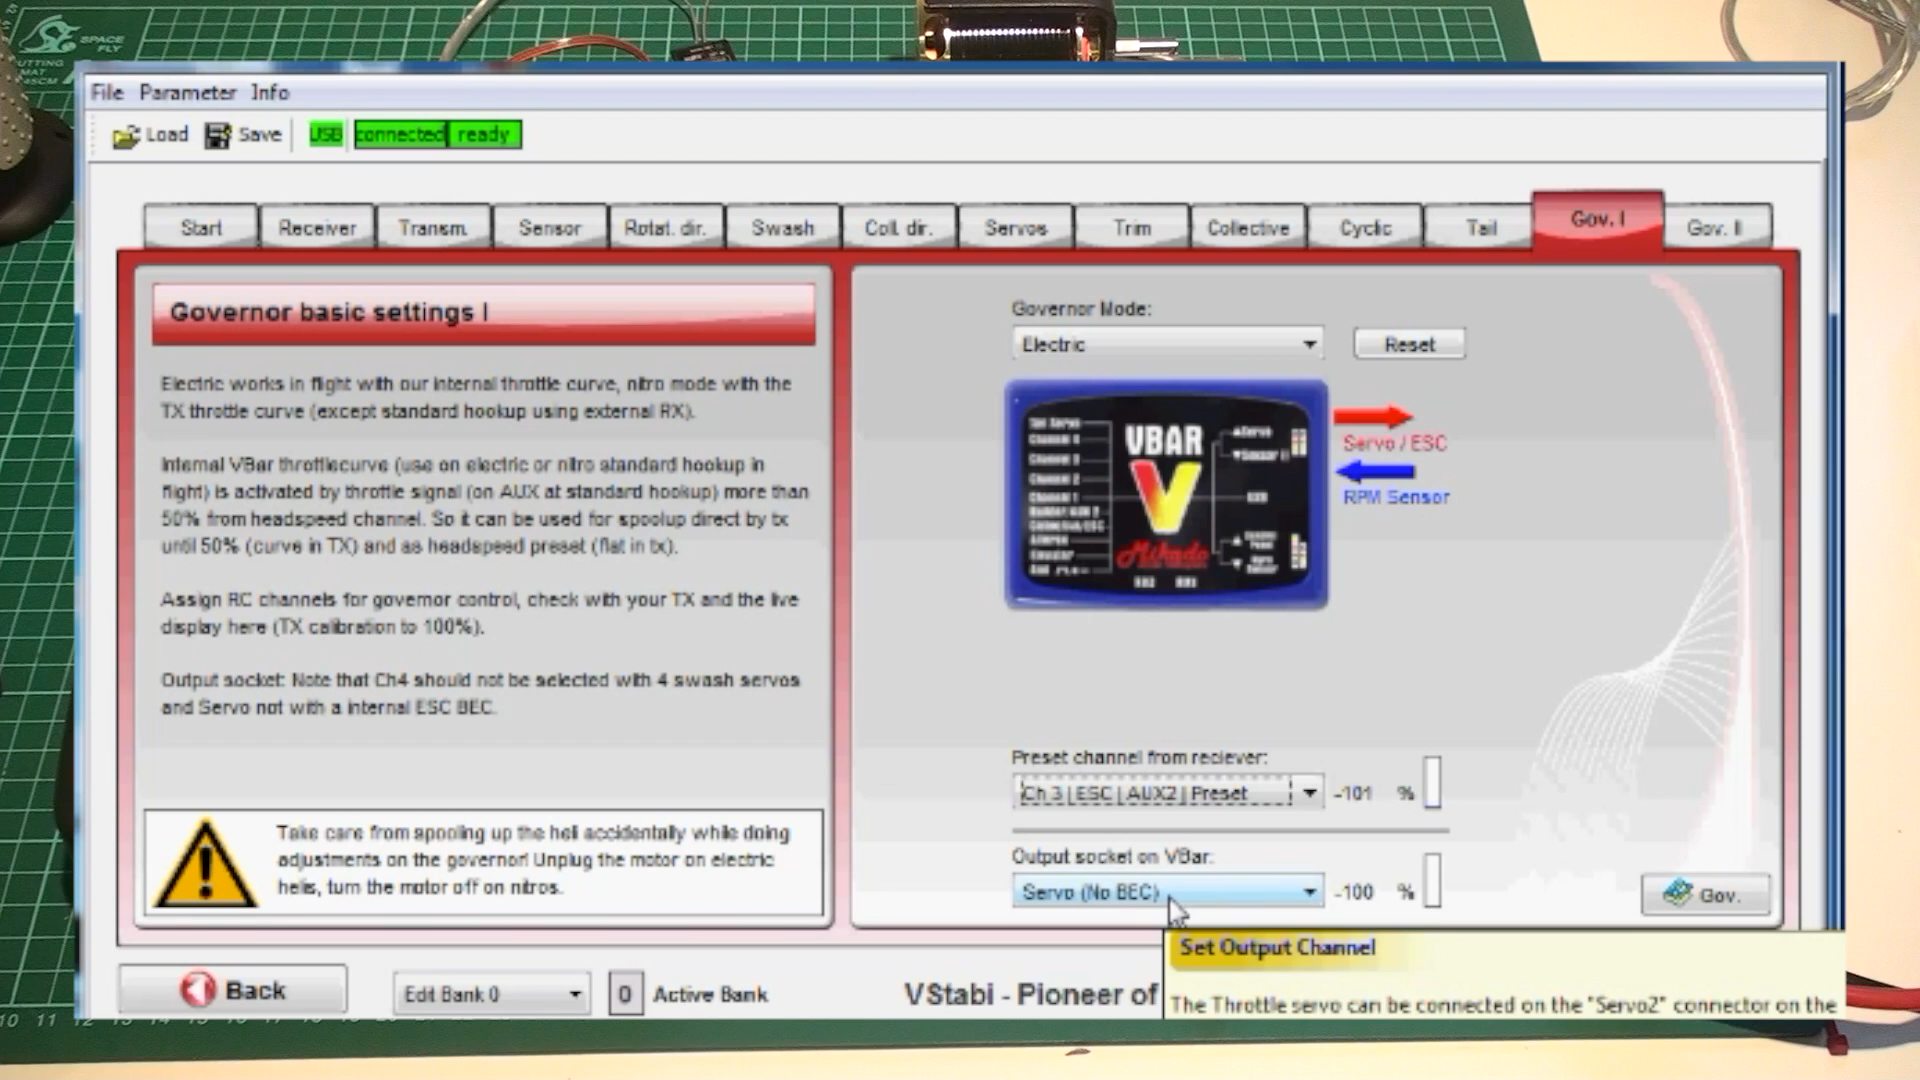 SPACE
FLY
CUTTING
MAT
File Parameter Info
Load Save USB connected ready
Start Receiver Transm. Sensor Rotat. dir. Swash Coll. dir. Servos Trim Collective Cyclic Tail Gov. I Gov. II
Governor basic settings I
Electric works in flight with our internal throttle curve, nitro mode with the
TX throttle curve (except standard hookup using external RX).
Internal VBar throttlecurve (use on electric or nitro standard hookup in
flight) is activated by throttle signal (on AUX at standard hookup) more than
50% from headspeed channel. So it can be used for spoolup direct by tx
until 50% (curve in TX) and as headspeed preset (flat in tx).
Assign RC channels for governor control, check with your TX and the live
display here (TX calibration to 100%).
Output socket: Note that Ch4 should not be selected with 4 swash servos
and Servo not with a internal ESC BEC.
Take care from spooling up the heli accidentally while doing
adjustments on the governor! Unplug the motor on electric
helis, turn the motor off on nitros.
Governor Mode:
Electric Reset
VBAR
Mikado
Servo / ESC
RPM Sensor
Preset channel from reciever:
Ch 3 | ESC | AUX2 | Preset -101 %
Output socket on VBar:
Servo (No BEC) -100 %
Gov.
Set Output Channel
The Throttle servo can be connected on the "Servo2" connector on the
Back Edit Bank 0 0 Active Bank VStabi - Pioneer of
10 11 12 13 14